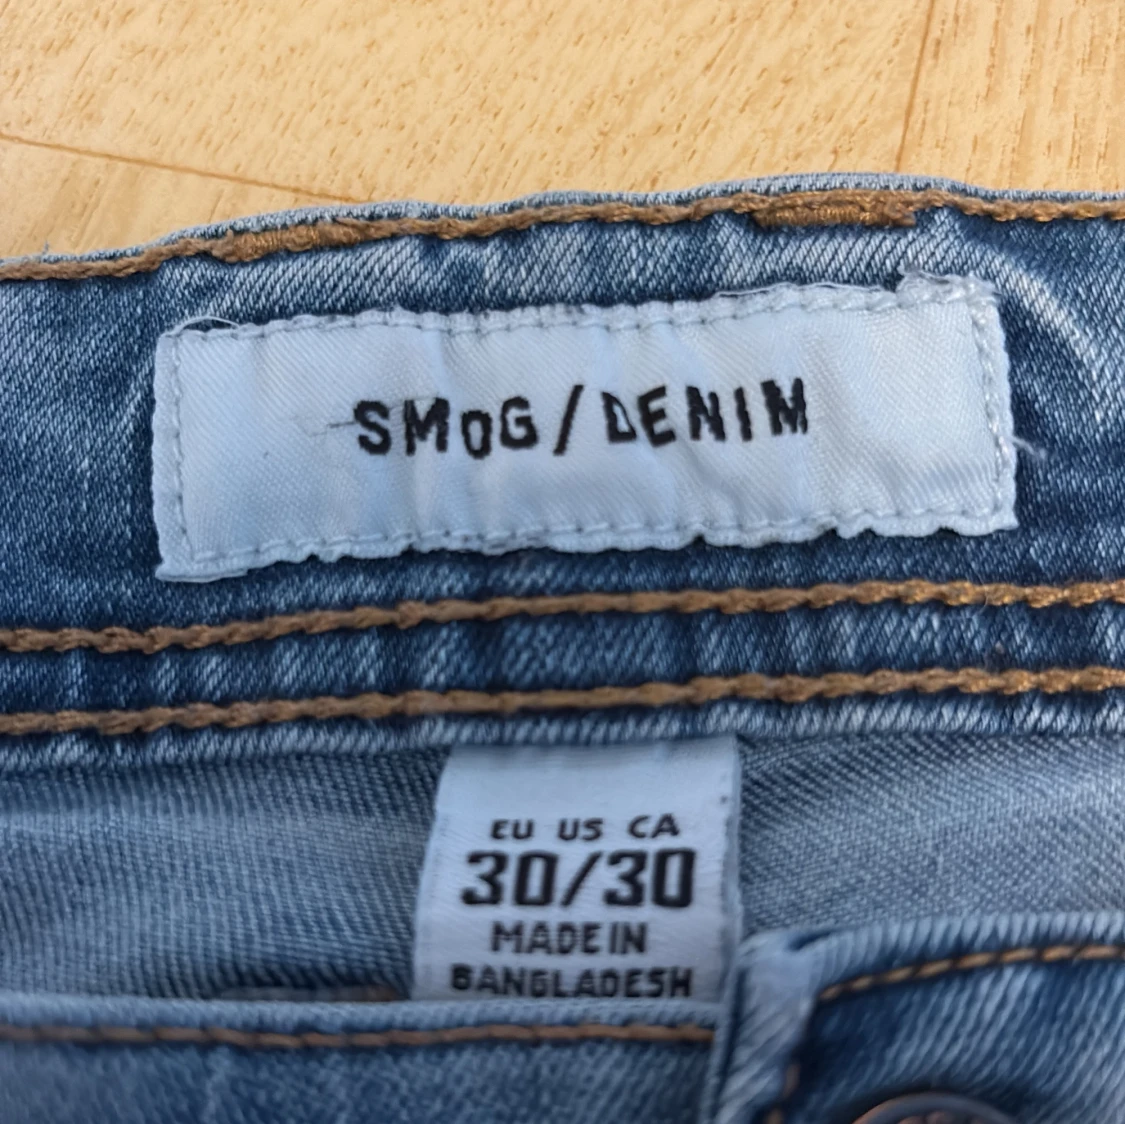 SMOG/DENIM
EU US CA
30/30
MADE IN
BANGLADESH